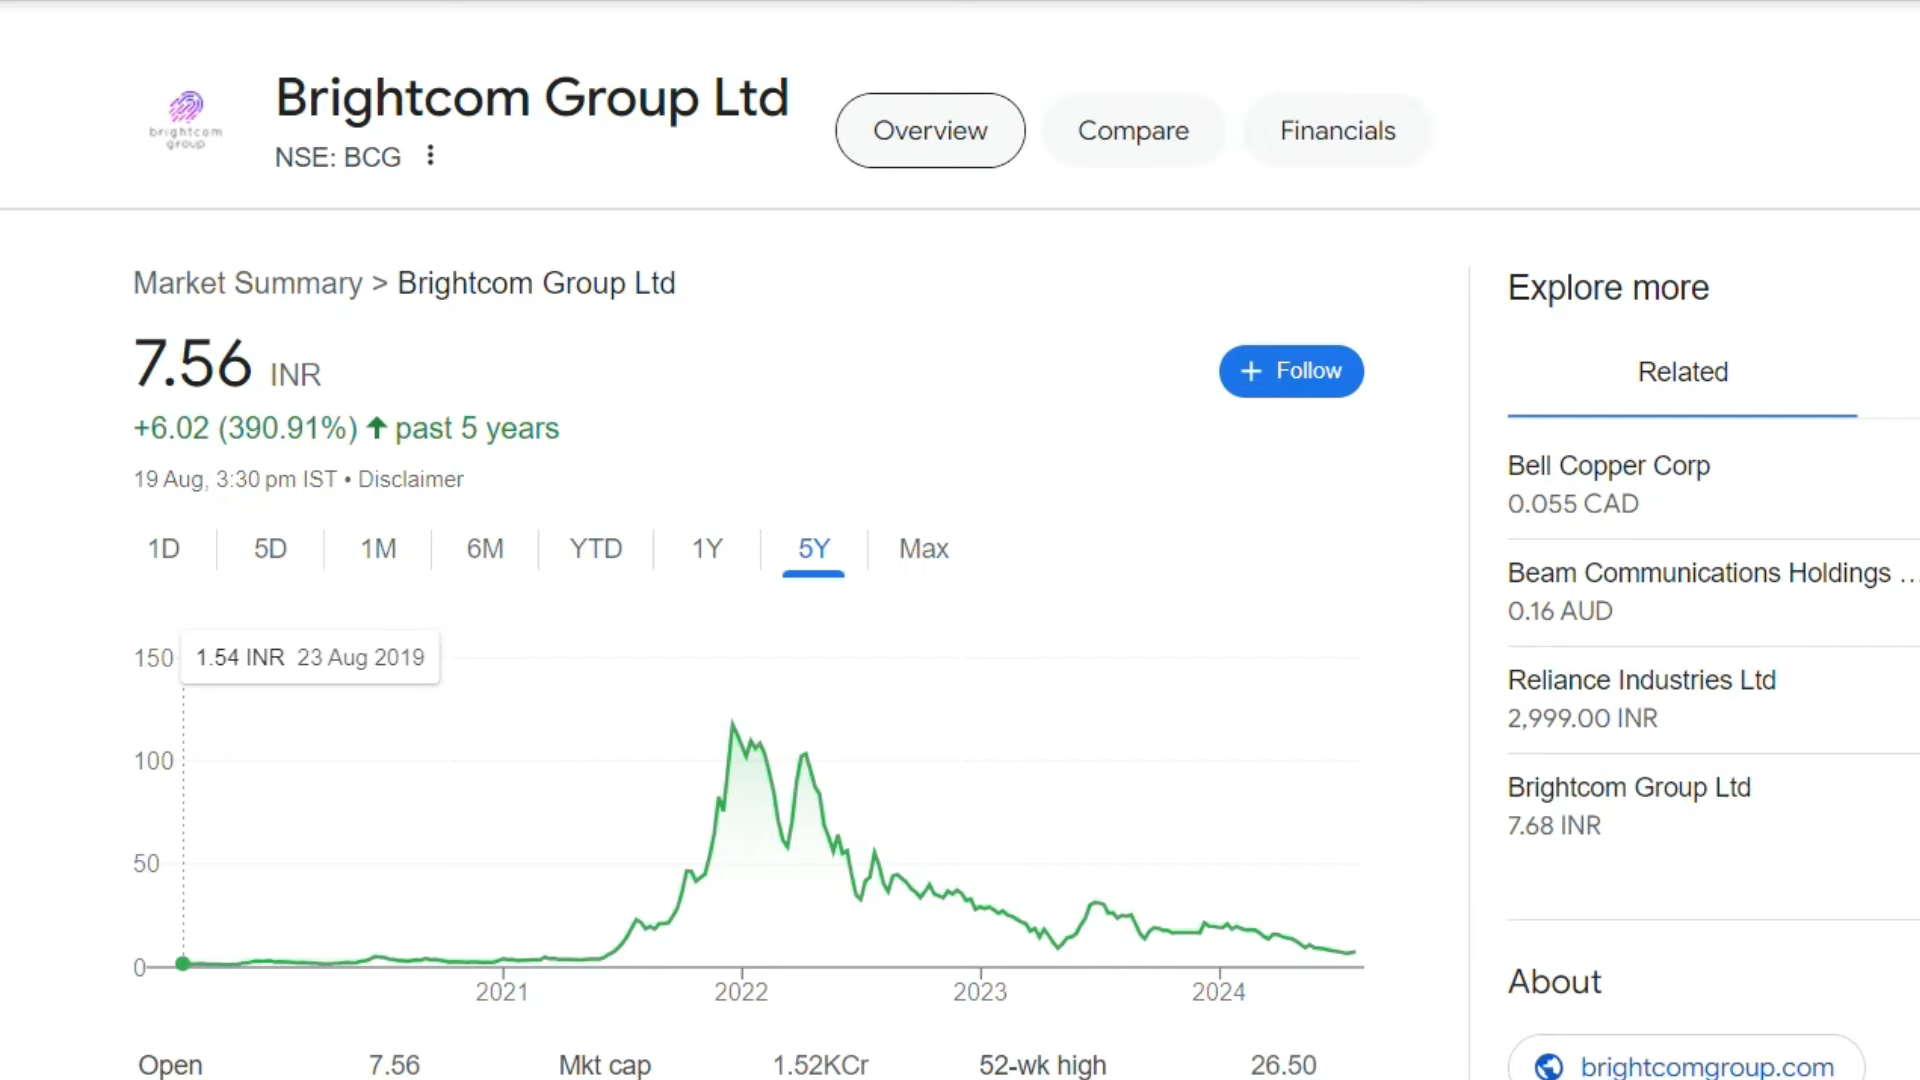 Brightcom Group Ltd
NSE: BCG
brightcom
group
Overview
Compare
Financials
Market Summary > Brightcom Group Ltd
7.56 INR
+6.02 (390.91%) past 5 years
19 Aug, 3:30 pm IST • Disclaimer
+ Follow
1D
5D
1M
6M
YTD
1Y
5Y
Max
1.54 INR 23 Aug 2019
150
100
50
0
2021
2022
2023
2024
Open 7.56
Mkt cap 1.52KCr
52-wk high 26.50
Explore more
Related
Bell Copper Corp
0.055 CAD
Beam Communications Holdings ...
0.16 AUD
Reliance Industries Ltd
2,999.00 INR
Brightcom Group Ltd
7.68 INR
About
brightcomgroup.com